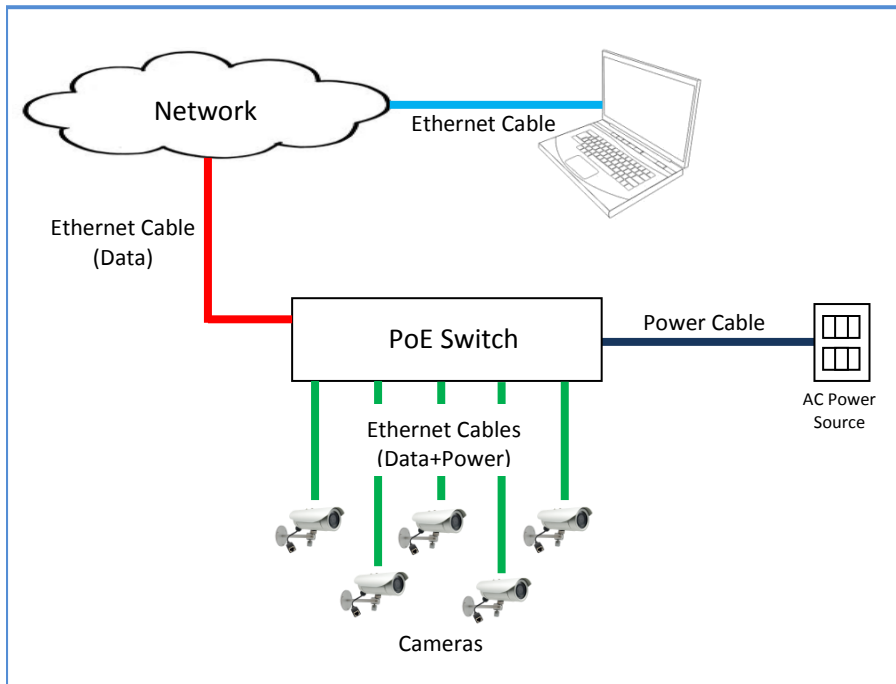 Network
Ethernet Cable
Ethernet Cable
(Data)
Power Cable
PoE Switch
AC Power
Source
Ethernet Cables
(Data+Power)
Cameras